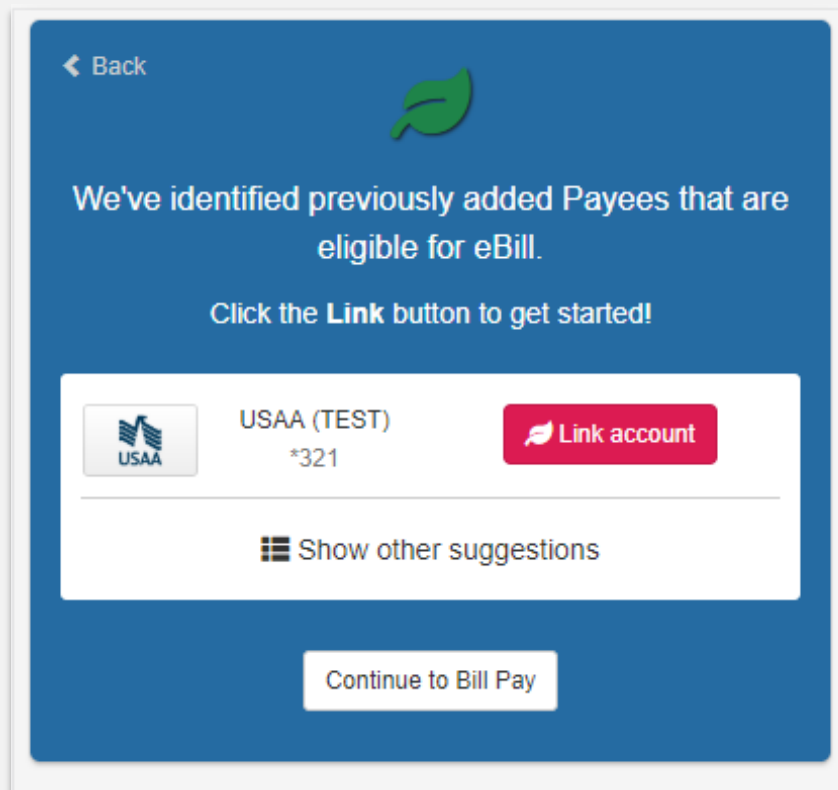 Back
We've identified previously added Payees that are
eligible for eBill.
Click the Link button to get started!
USAA
USAA (TEST)
*321
Link account
Show other suggestions
Continue to Bill Pay